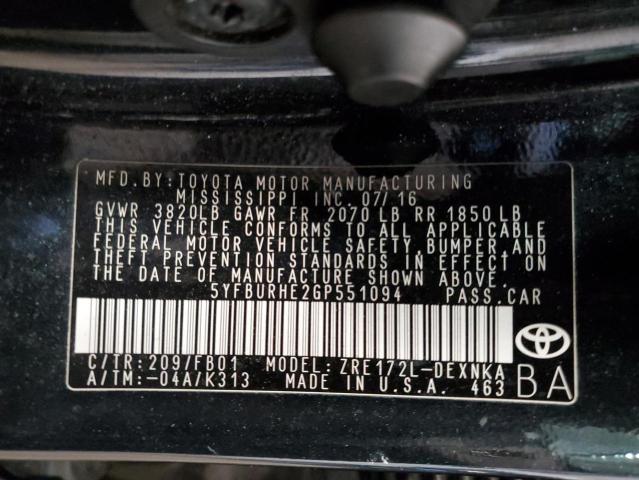 MFD. BY: TOYOTA MOTOR MANUFACTURING
MISSISSIPPI INC. 07/16
GVWR 3820LB GAWR FR 2070 LB RR 1850 LB
THIS VEHICLE CONFORMS TO ALL APPLICABLE
FEDERAL MOTOR VEHICLE SAFETY, BUMPER, AND
THEFT PREVENTION STANDARDS IN EFFECT ON
THE DATE OF MANUFACTURE SHOWN ABOVE.
5YFBURHE2GP551094 PASS. CAR
C/TR: 209/FB01 MODEL: ZRE172L-DEXNKA
A/TM: -04A/K313 MADE IN U.S.A. 463
BA